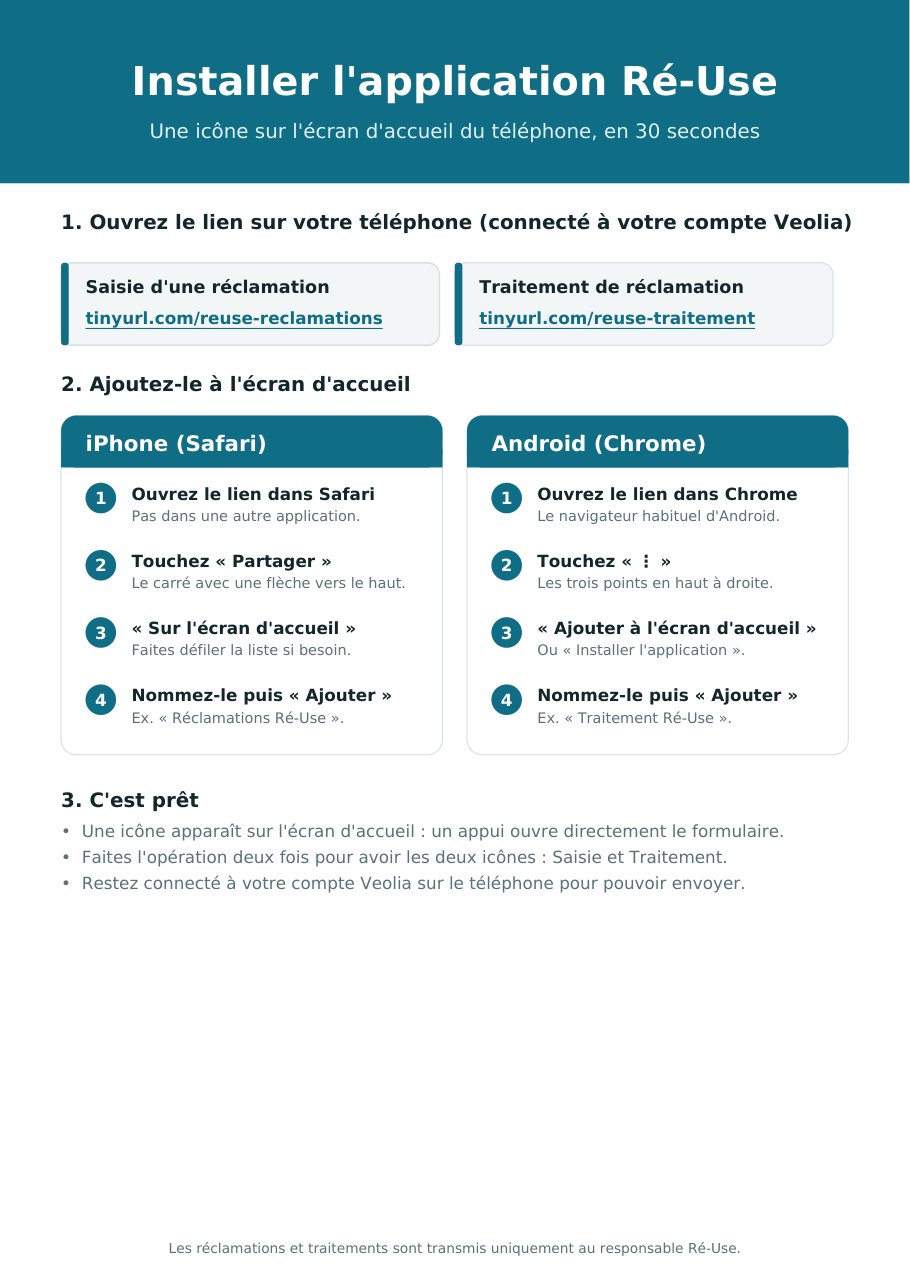 Installer l'application Ré-Use
Une icône sur l'écran d'accueil du téléphone, en 30 secondes
1. Ouvrez le lien sur votre téléphone (connecté à votre compte Veolia)
Saisie d'une réclamation
tinyurl.com/reuse-reclamations
Traitement de réclamation
tinyurl.com/reuse-traitement
2. Ajoutez-le à l'écran d'accueil
iPhone (Safari)
1 Ouvrez le lien dans Safari
Pas dans une autre application.
2 Touchez « Partager »
Le carré avec une flèche vers le haut.
3 « Sur l'écran d'accueil »
Faites défiler la liste si besoin.
4 Nommez-le puis « Ajouter »
Ex. « Réclamations Ré-Use ».
Android (Chrome)
1 Ouvrez le lien dans Chrome
Le navigateur habituel d'Android.
2 Touchez « ⋮ »
Les trois points en haut à droite.
3 « Ajouter à l'écran d'accueil »
Ou « Installer l'application ».
4 Nommez-le puis « Ajouter »
Ex. « Traitement Ré-Use ».
3. C'est prêt
• Une icône apparaît sur l'écran d'accueil : un appui ouvre directement le formulaire.
• Faites l'opération deux fois pour avoir les deux icônes : Saisie et Traitement.
• Restez connecté à votre compte Veolia sur le téléphone pour pouvoir envoyer.
Les réclamations et traitements sont transmis uniquement au responsable Ré-Use.